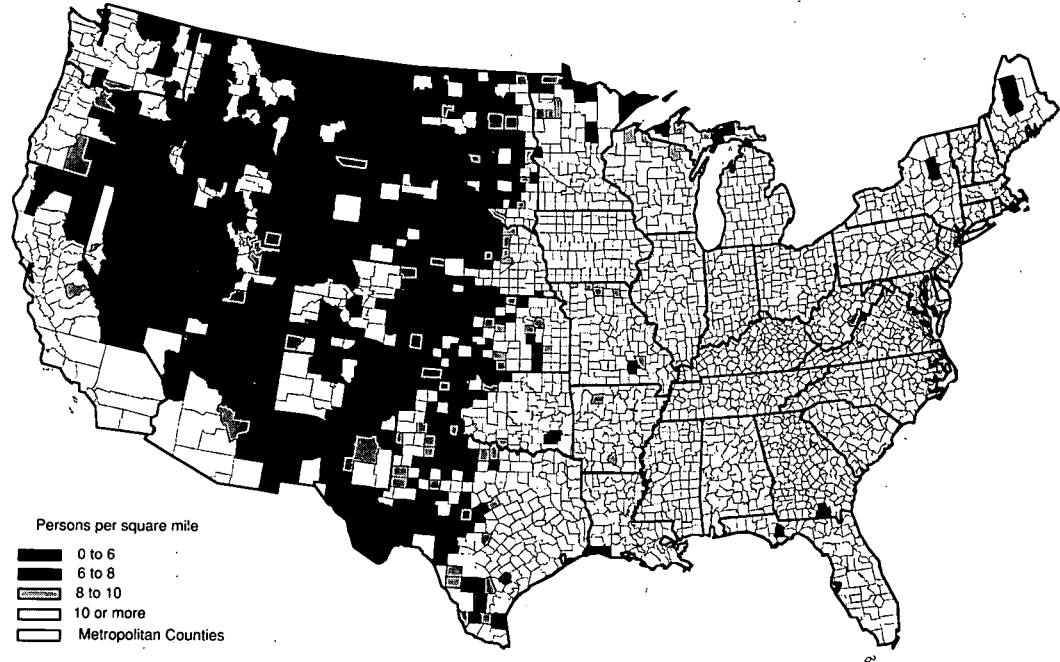 Persons per square mile
0 to 6
6 to 8
8 to 10
10 or more
Metropolitan Counties